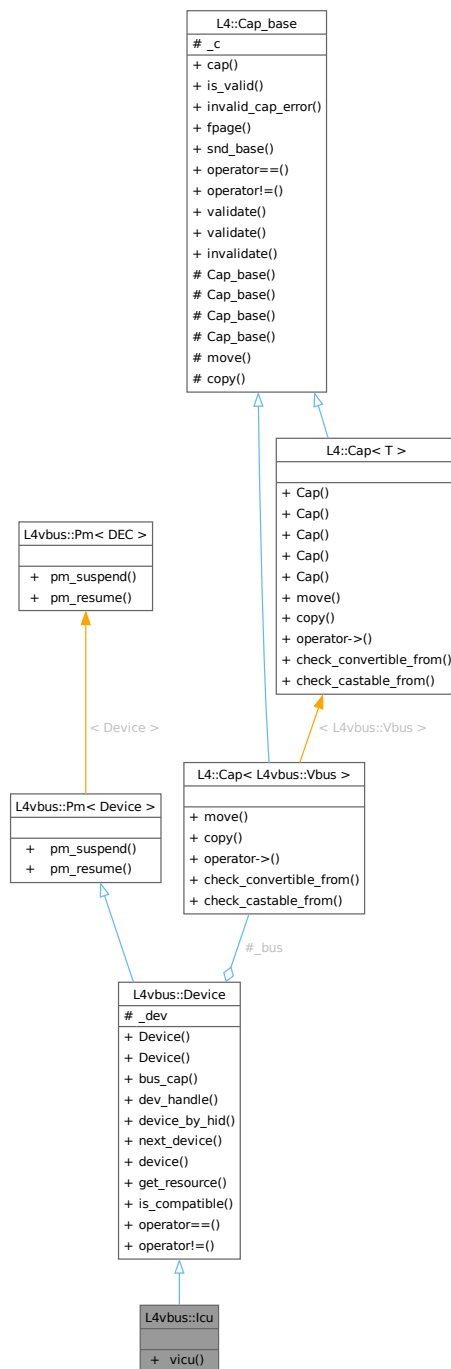 L4::Cap_base
# _c
+ cap()
+ is_valid()
+ invalid_cap_error()
+ fpage()
+ snd_base()
+ operator==()
+ operator!=()
+ validate()
+ validate()
+ invalidate()
# Cap_base()
# Cap_base()
# Cap_base()
# Cap_base()
# move()
# copy()
L4::Cap< T >
+ Cap()
+ Cap()
+ Cap()
+ Cap()
+ Cap()
+ move()
+ copy()
+ operator->()
+ check_convertible_from()
+ check_castable_from()
L4vbus::Pm< DEC >
+ pm_suspend()
+ pm_resume()
< Device >
< L4vbus::Vbus >
L4::Cap< L4vbus::Vbus >
+ move()
+ copy()
+ operator->()
+ check_convertible_from()
+ check_castable_from()
L4vbus::Pm< Device >
+ pm_suspend()
+ pm_resume()
#_bus
L4vbus::Device
# _dev
+ Device()
+ Device()
+ bus_cap()
+ dev_handle()
+ device_by_hid()
+ next_device()
+ device()
+ get_resource()
+ is_compatible()
+ operator==()
+ operator!=()
L4vbus::Icu
+ vicu()